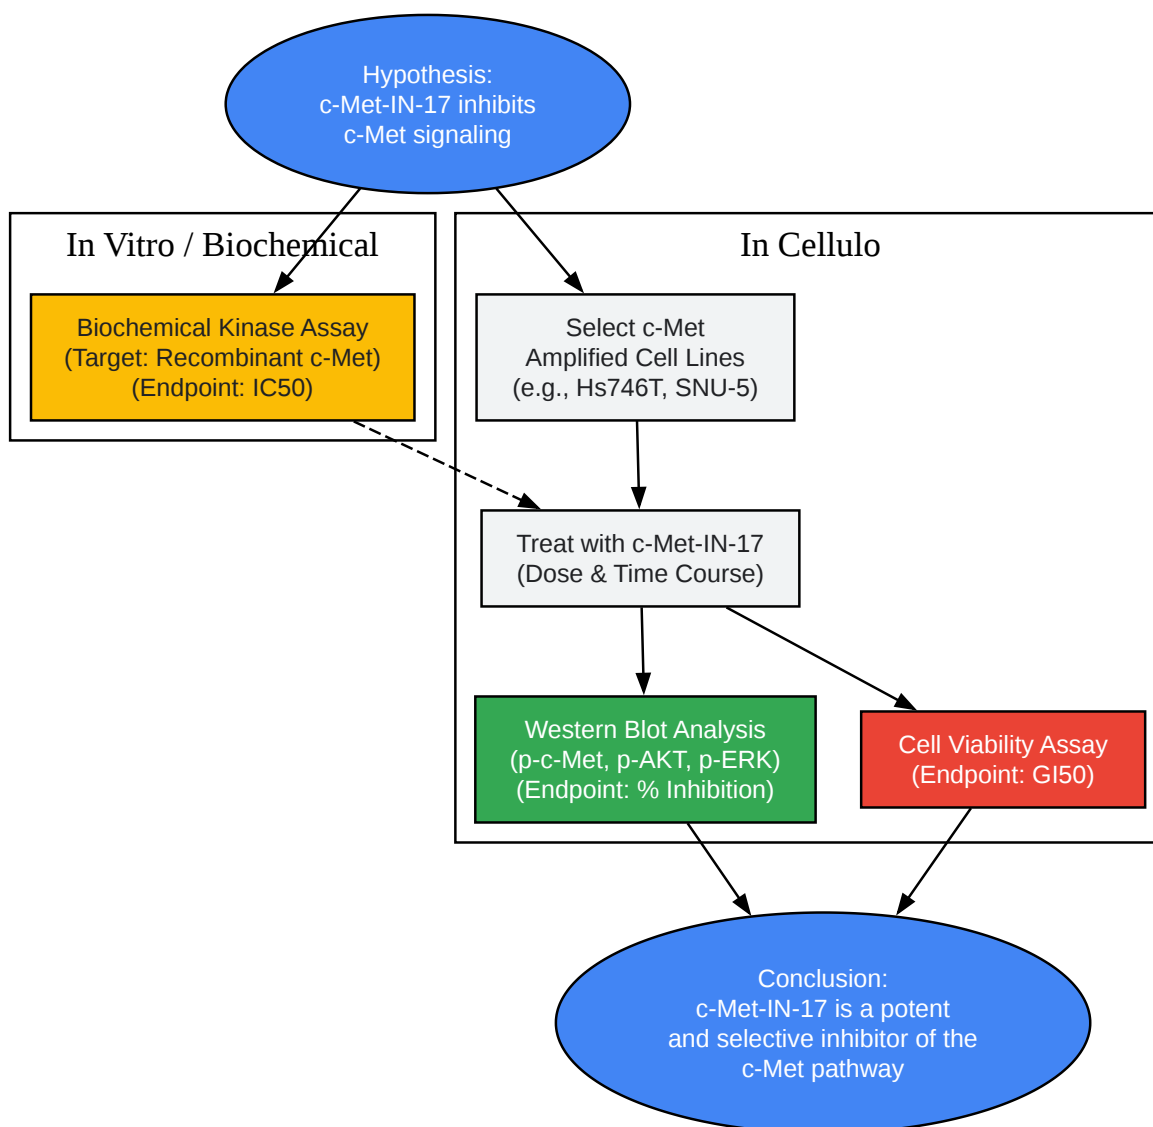 Hypothesis:
c-Met-IN-17 inhibits
c-Met signaling
In Vitro / Biochemical
In Cellulo
Biochemical Kinase Assay
(Target: Recombinant c-Met)
(Endpoint: IC50)
Select c-Met
Amplified Cell Lines
(e.g., Hs746T, SNU-5)
Treat with c-Met-IN-17
(Dose & Time Course)
Western Blot Analysis
(p-c-Met, p-AKT, p-ERK)
(Endpoint: % Inhibition)
Cell Viability Assay
(Endpoint: GI50)
Conclusion:
c-Met-IN-17 is a potent
and selective inhibitor of the
c-Met pathway